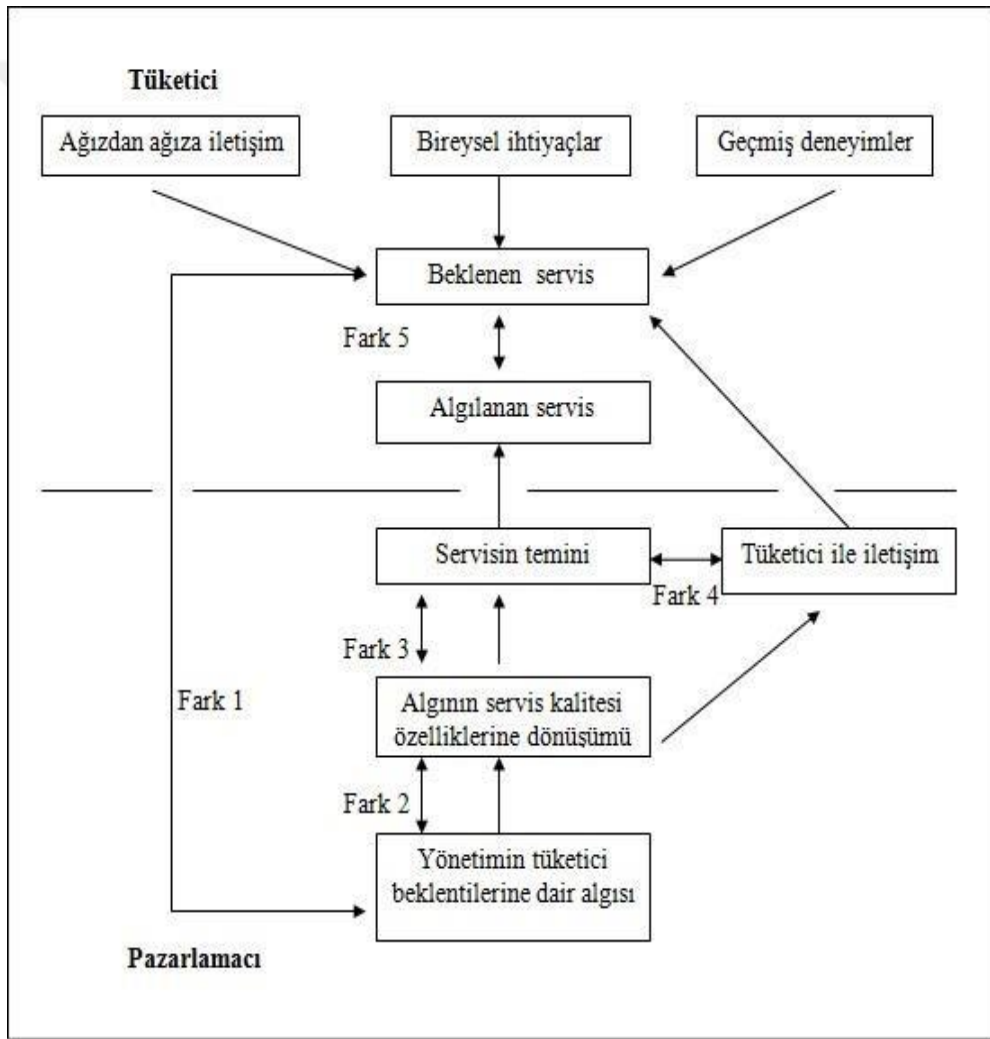 Tüketici
Ağızdan ağıza iletişim
Bireysel ihtiyaçlar
Geçmiş deneyimler
Beklenen servis
Fark 5
Algılanan servis
Servisin temini
Tüketici ile iletişim
Fark 4
Fark 3
Algının servis kalitesi
özelliklerine dönüşümü
Fark 1
Fark 2
Yönetimin tüketici
beklentilerine dair algısı
Pazarlamacı